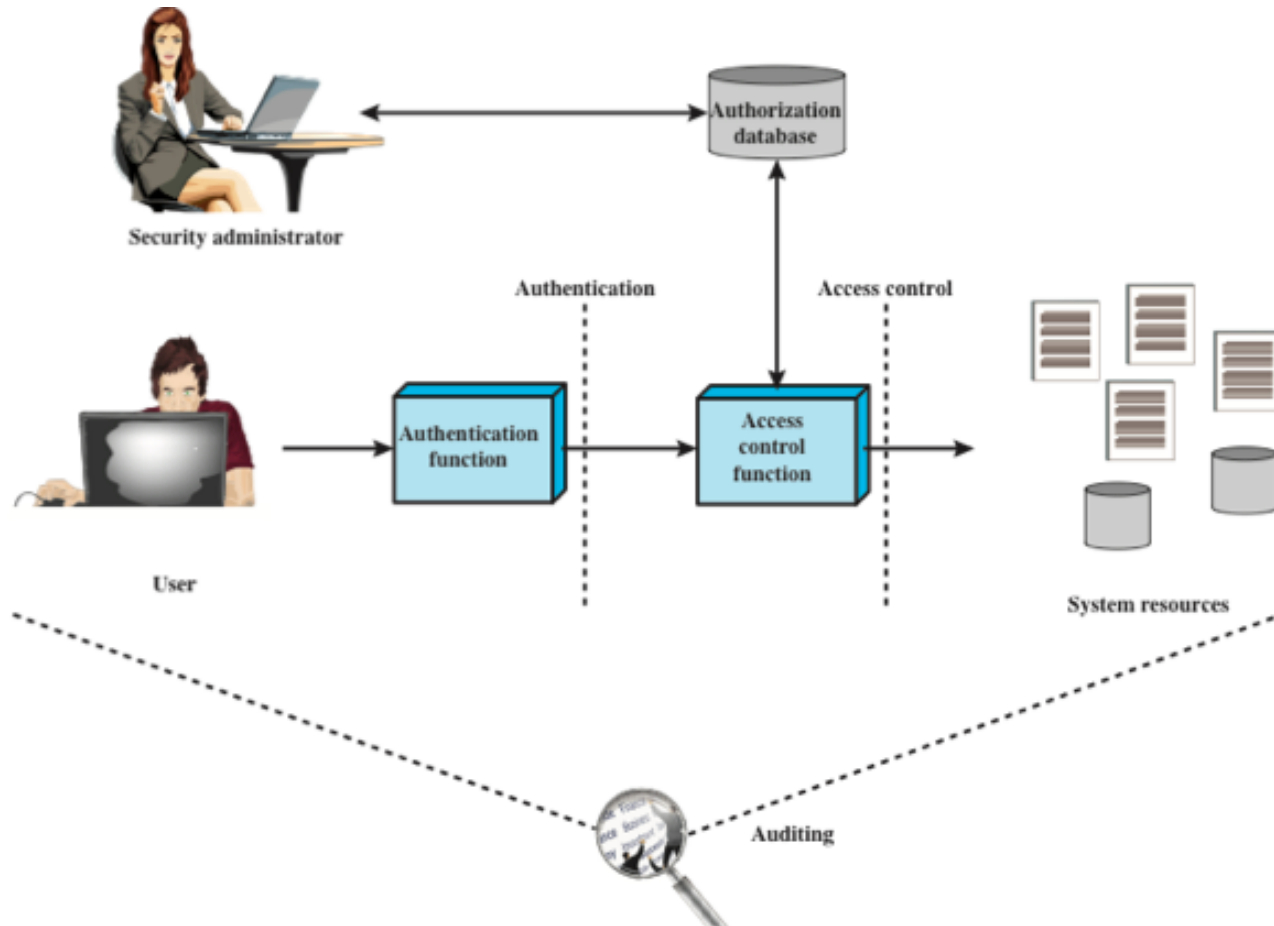 Authorization
database
Security administrator
Authentication
Access control
Authentication
function
Access
control
function
User
System resources
Auditing